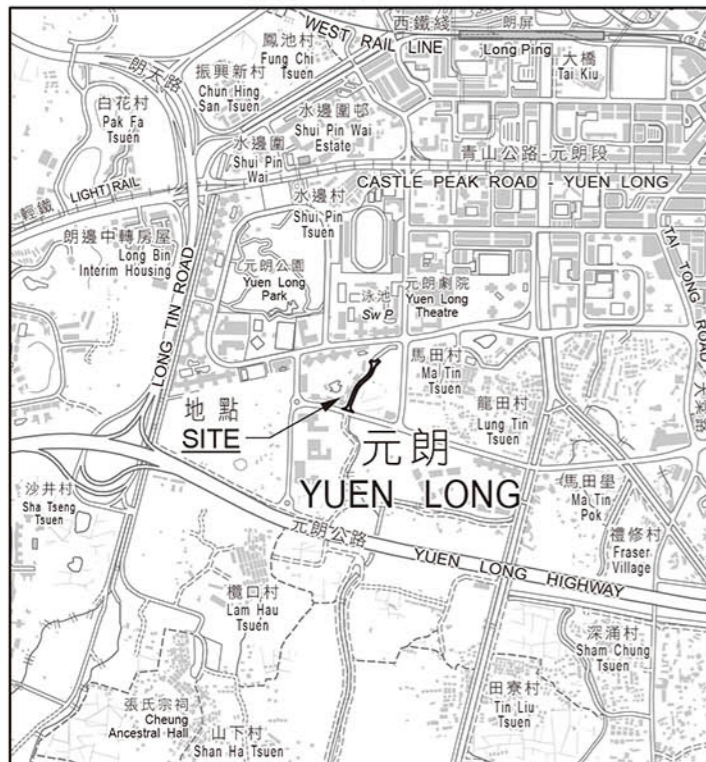 西鐵綫
WEST RAIL LINE
朗屏
Long Ping
大橋
Tai Kiu
鳳池村
Fung Chi
Tsuen
朗天路
振興新村
Chun Hing
San Tsuen
白花村
Pak Fa
Tsuen
水邊圍邨
Shui Pin Wai
Estate
水邊圍
Shui Pin
Wai
青山公路-元朗段
CASTLE PEAK ROAD - YUEN LONG
輕鐵
LIGHT RAIL
水邊村
Shui Pin
Tsuen
朗邊中轉房屋
Long Bin
Interim Housing
LONG TIN ROAD
元朗公園
Yuen Long
Park
泳池
Sw P
元朗劇院
Yuen Long
Theatre
TAI TONG ROAD
大棠路
馬田村
Ma Tin
Tsuen
地點
SITE
龍田村
Lung Tin
Tsuen
元朗
YUEN LONG
沙井村
Sha Tseng
Tsuen
馬田壆
Ma Tin
Pok
禮修村
Fraser
Village
元朗公路
YUEN LONG HIGHWAY
欖口村
Lam Hau
Tsuen
深涌村
Sham Chung
Tsuen
張氏宗祠
Cheung
Ancestral Hall
山下村
Shan Ha Tsuen
田寮村
Tin Liu
Tsuen